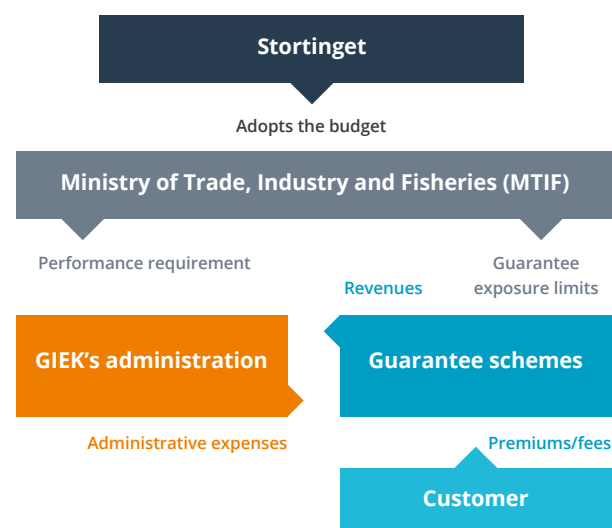 Stortinget
Adopts the budget
Ministry of Trade, Industry and Fisheries (MTIF)
Performance requirement
Guarantee
exposure limits
Revenues
GIEK's administration
Guarantee schemes
Administrative expenses
Premiums/fees
Customer